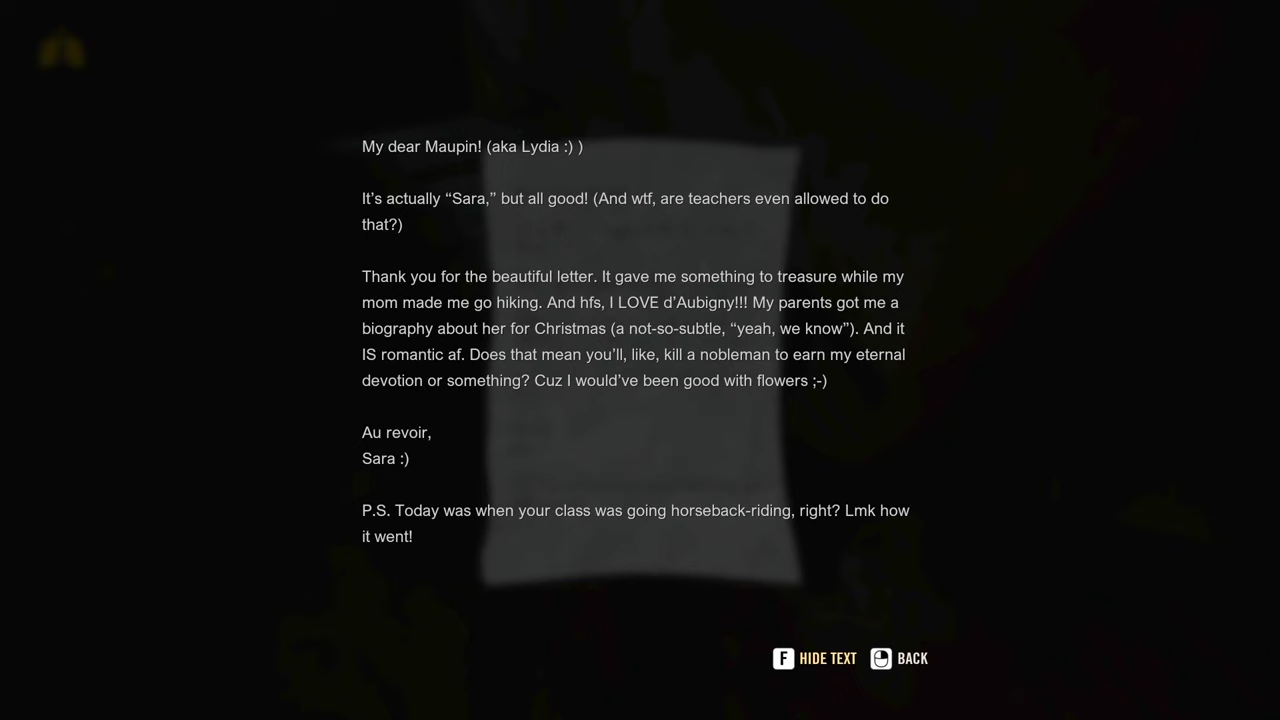 My dear Maupin! (aka Lydia :) )
It’s actually “Sara,” but all good! (And wtf, are teachers even allowed to do
that?)
Thank you for the beautiful letter. It gave me something to treasure while my
mom made me go hiking. And hfs, I LOVE d’Aubigny!!! My parents got me a
biography about her for Christmas (a not-so-subtle, “yeah, we know”). And it
IS romantic af. Does that mean you’ll, like, kill a nobleman to earn my eternal
devotion or something? Cuz I would’ve been good with flowers ;-)
Au revoir,
Sara :)
P.S. Today was when your class was going horseback-riding, right? Lmk how
it went!
F HIDE TEXT BACK